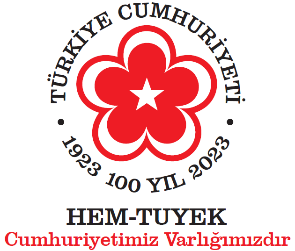 · TÜRKİYE CUMHURİYETİ ·
1923 100 YIL 2023
HEM-TUYEK
Cumhuriyetimiz Varlığımızdır